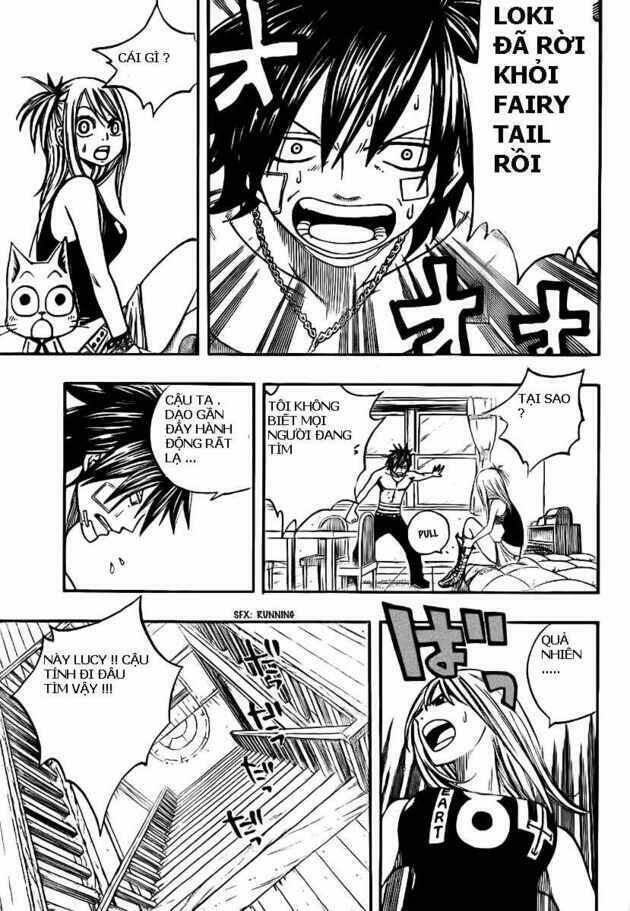 LOKI
ĐÃ RỜI
KHỎI
FAIRY
TAIL
RỒI
CÁI GÌ ?
TẠI SAO
?
TÔI KHÔNG
BIẾT MỌI
NGƯỜI ĐANG
TÌM
PULL
CẬU TA ,
DẠO GẦN
ĐÂY HÀNH
ĐỘNG RẤT
LẠ ...
QUẢ
NHIÊN
.....
ばっ
EART
04
SFX: RUNNING
NÀY LUCY !! CẬU
TÍNH ĐI ĐÂU
TÌM VẬY !!!